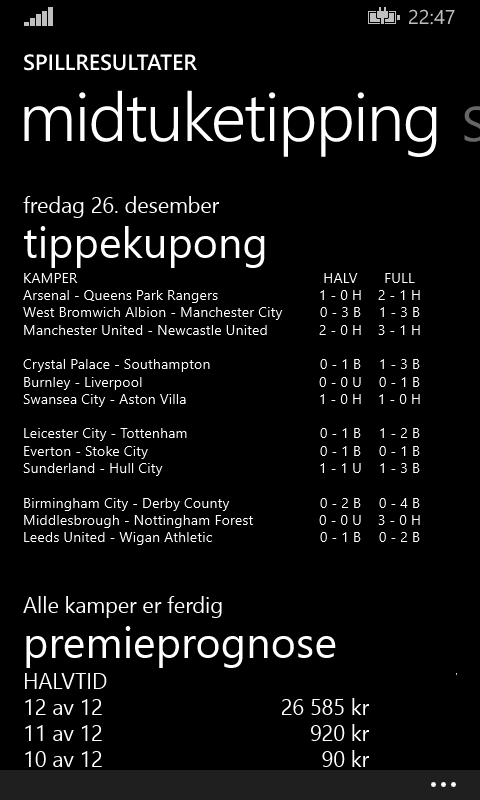 22:47
SPILLRESULTATER
midtuketipping s
fredag 26. desember
tippekupong
KAMPER HALV FULL
Arsenal - Queens Park Rangers 1 - 0 H 2 - 1 H
West Bromwich Albion - Manchester City 0 - 3 B 1 - 3 B
Manchester United - Newcastle United 2 - 0 H 3 - 1 H
Crystal Palace - Southampton 0 - 1 B 1 - 3 B
Burnley - Liverpool 0 - 0 U 0 - 1 B
Swansea City - Aston Villa 1 - 0 H 1 - 0 H
Leicester City - Tottenham 0 - 1 B 1 - 2 B
Everton - Stoke City 0 - 1 B 0 - 1 B
Sunderland - Hull City 1 - 1 U 1 - 3 B
Birmingham City - Derby County 0 - 2 B 0 - 4 B
Middlesbrough - Nottingham Forest 0 - 0 U 3 - 0 H
Leeds United - Wigan Athletic 0 - 1 B 0 - 2 B
Alle kamper er ferdig
premieprognose
HALVTID
12 av 12 26 585 kr
11 av 12 920 kr
10 av 12 90 kr